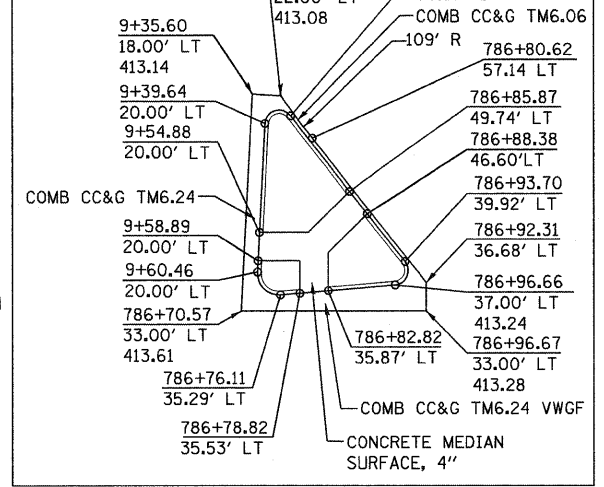 413.08
COMB CC&G TM6.06
109' R
9+35.60
18.00' LT
413.14
786+80.62
57.14 LT
9+39.64
20.00' LT
786+85.87
49.74' LT
9+54.88
20.00' LT
786+88.38
46.60'LT
786+93.70
39.92' LT
COMB CC&G TM6.24
9+58.89
20.00' LT
786+92.31
36.68' LT
9+60.46
20.00' LT
786+96.66
37.00' LT
413.24
786+70.57
33.00' LT
413.61
786+82.82
35.87' LT
786+96.67
33.00' LT
413.28
786+76.11
35.29' LT
COMB CC&G TM6.24 VWGF
786+78.82
35.53' LT
CONCRETE MEDIAN
SURFACE, 4"